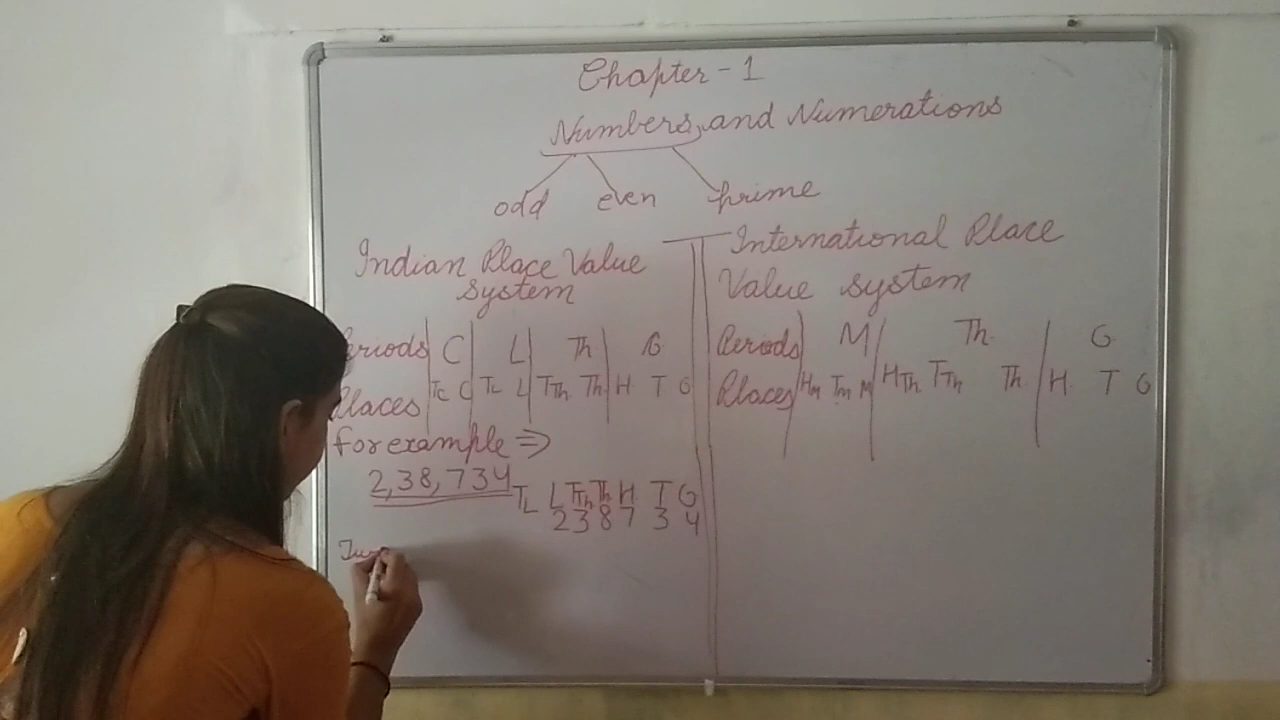 Chapter - 1
Numbers, and Numerations
odd even prime
Indian Place Value
System
Periods C L Th G
Places TC C TL L TTh Th H T O
For example ⇒
2,38,734
TL L TTh Th H T O
2 3 8 7 3 4
International Place
Value system
Periods M Th G
Places Hm Tm M HTh TTh Th H T O